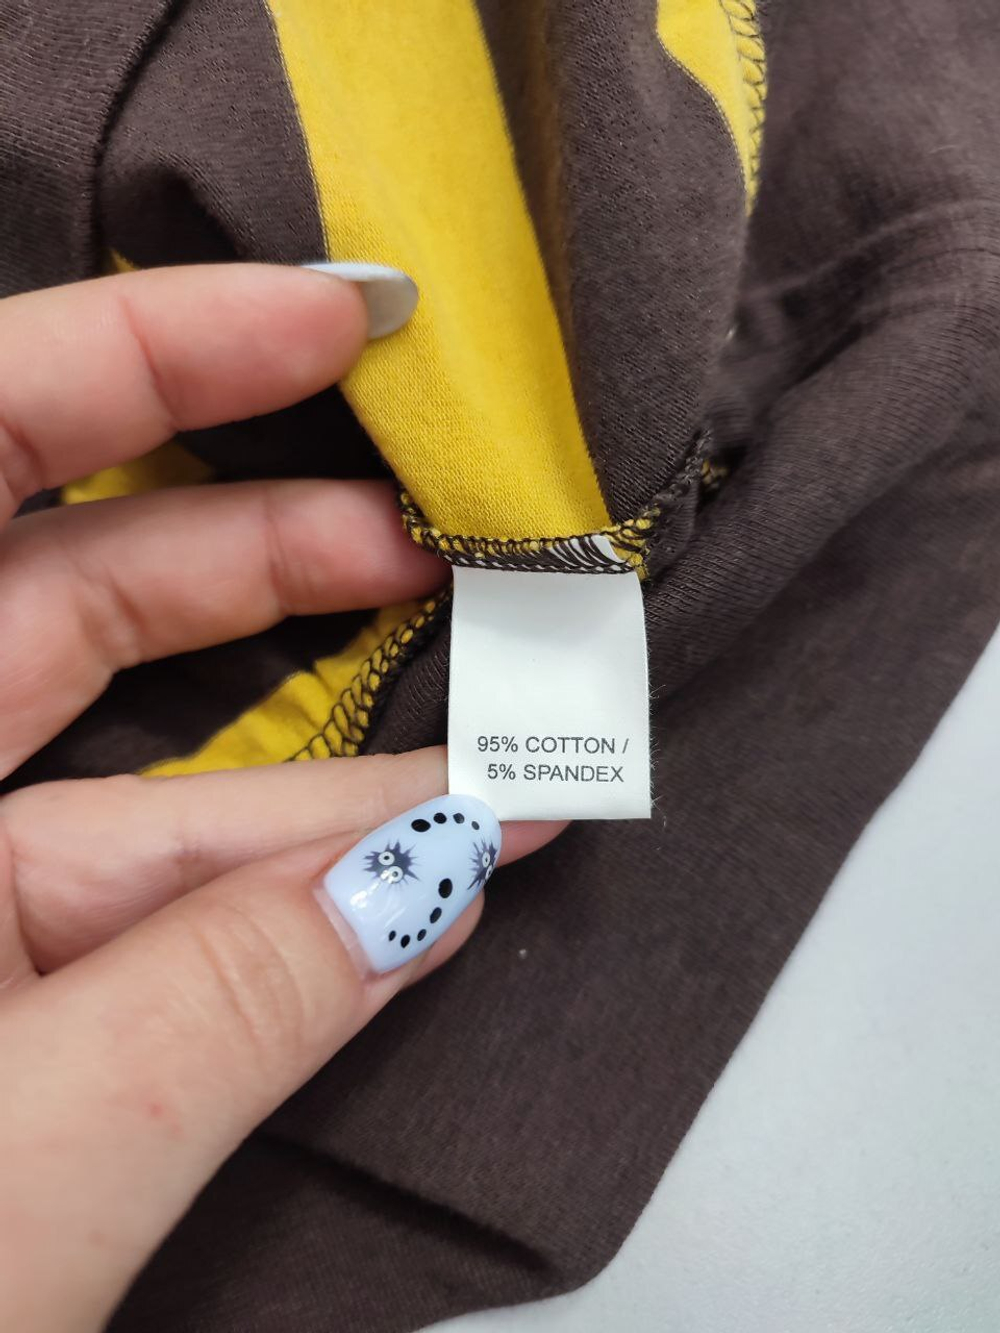 95% COTTON /
5% SPANDEX